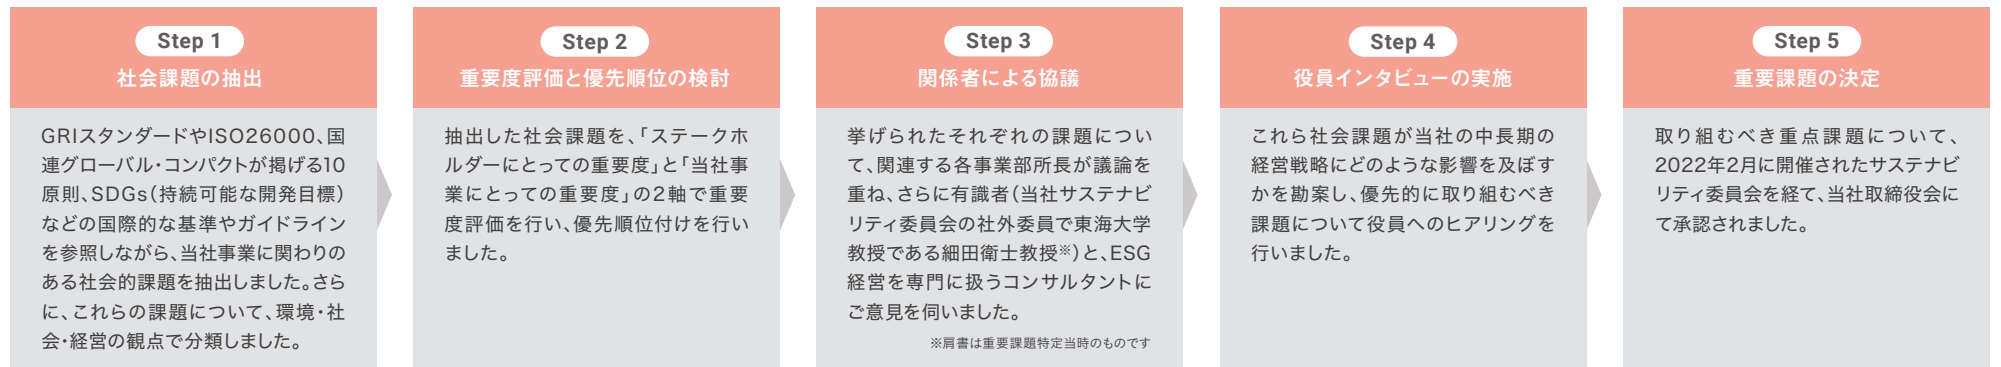 Step 1
社会課題の抽出
GRIスタンダードやISO26000、国
連グローバル・コンパクトが掲げる10
原則、SDGs（持続可能な開発目標）
などの国際的な基準やガイドライン
を参照しながら、当社事業に関わりの
ある社会的課題を抽出しました。さら
に、これらの課題について、環境・社
会・経営の観点で分類しました。
Step 2
重要度評価と優先順位の検討
抽出した社会課題を、「ステークホ
ルダーにとっての重要度」と「当社事
業にとっての重要度」の2軸で重要
度評価を行い、優先順位付けを行い
ました。
Step 3
関係者による協議
挙げられたそれぞれの課題につい
て、関連する各事業部所長が議論を
重ね、さらに有識者（当社サステナビ
リティ委員会の社外委員で東海大学
教授である細田衛士教授※）と、ESG
経営を専門に扱うコンサルタントに
ご意見を伺いました。
※肩書は重要課題特定当時のものです
Step 4
役員インタビューの実施
これら社会課題が当社の中長期の
経営戦略にどのような影響を及ぼす
かを勘案し、優先的に取り組むべき
課題について役員へのヒアリングを
行いました。
Step 5
重要課題の決定
取り組むべき重点課題について、
2022年2月に開催されたサステナビ
リティ委員会を経て、当社取締役会に
て承認されました。